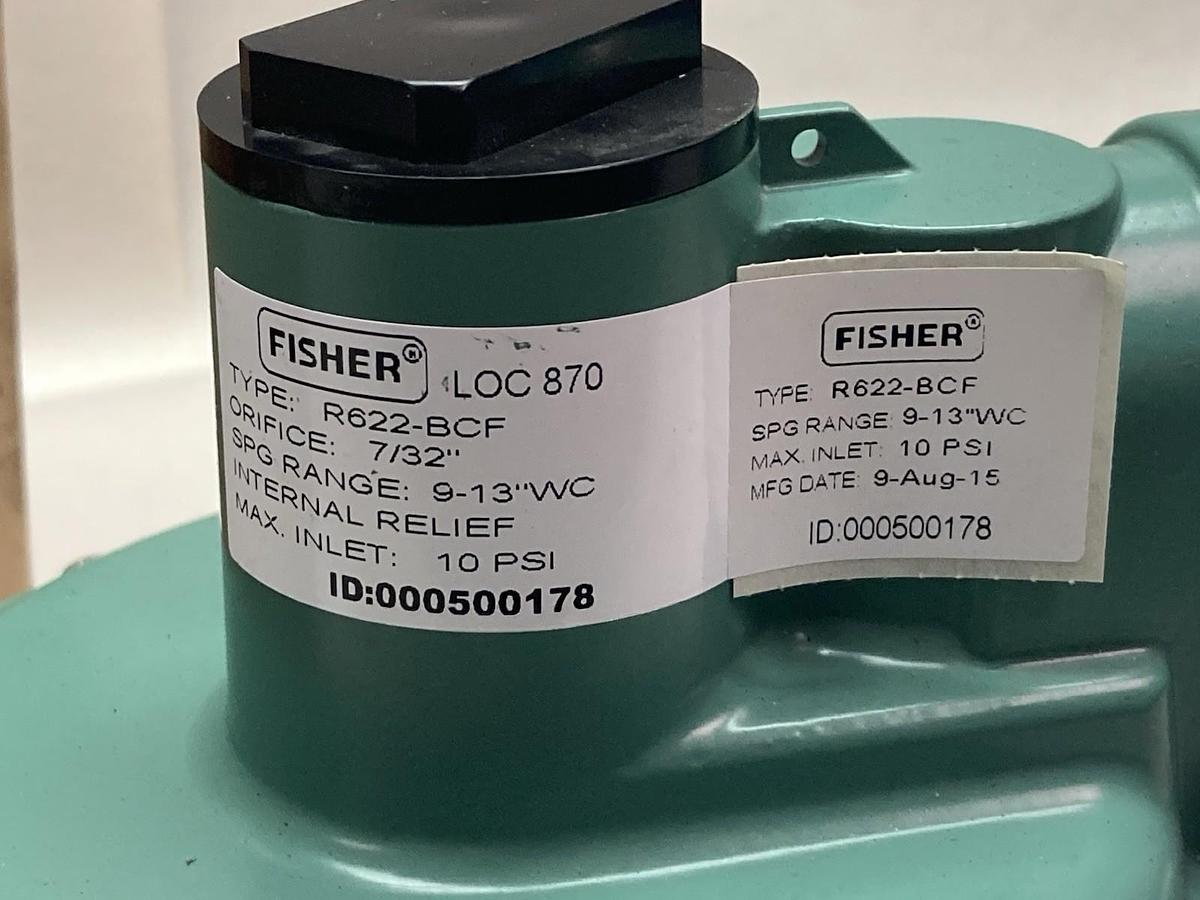 FISHER®
LOC 870
TYPE: R622-BCF
ORIFICE: 7/32"
SPG RANGE: 9-13"WC
INTERNAL RELIEF
MAX. INLET: 10 PSI
ID:000500178
FISHER®
TYPE: R622-BCF
SPG RANGE: 9-13"WC
MAX. INLET: 10 PSI
MFG DATE: 9-Aug-15
ID:000500178